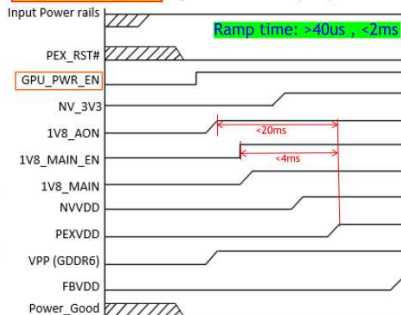 Input Power rails
Ramp time: >40us , <2ms
PEX_RST#
GPU_PWR_EN
NV_3V3
1V8_AON
<20ms
1V8_MAIN_EN
<4ms
1V8_MAIN
NVVDD
PEXVDD
VPP (GDDR6)
FBVDD
Power_Good